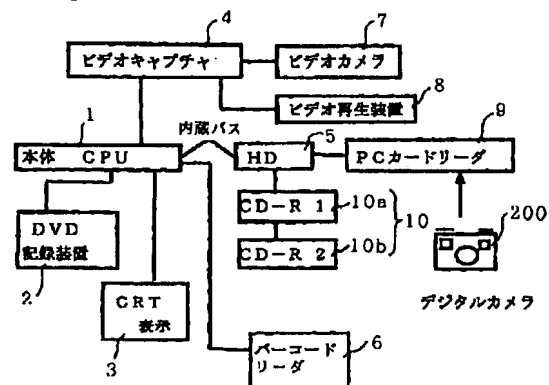 4
ビデオキャプチャ
7
ビデオカメラ
8
ビデオ再生装置
1
本体 CPU
内蔵バス
5
HD
9
PCカードリーダ
DVD
記録装置
2
CD-R 1
10a
10
CD-R 2
10b
200
デジタルカメラ
CRT
表示
3
バーコード
リーダ
6